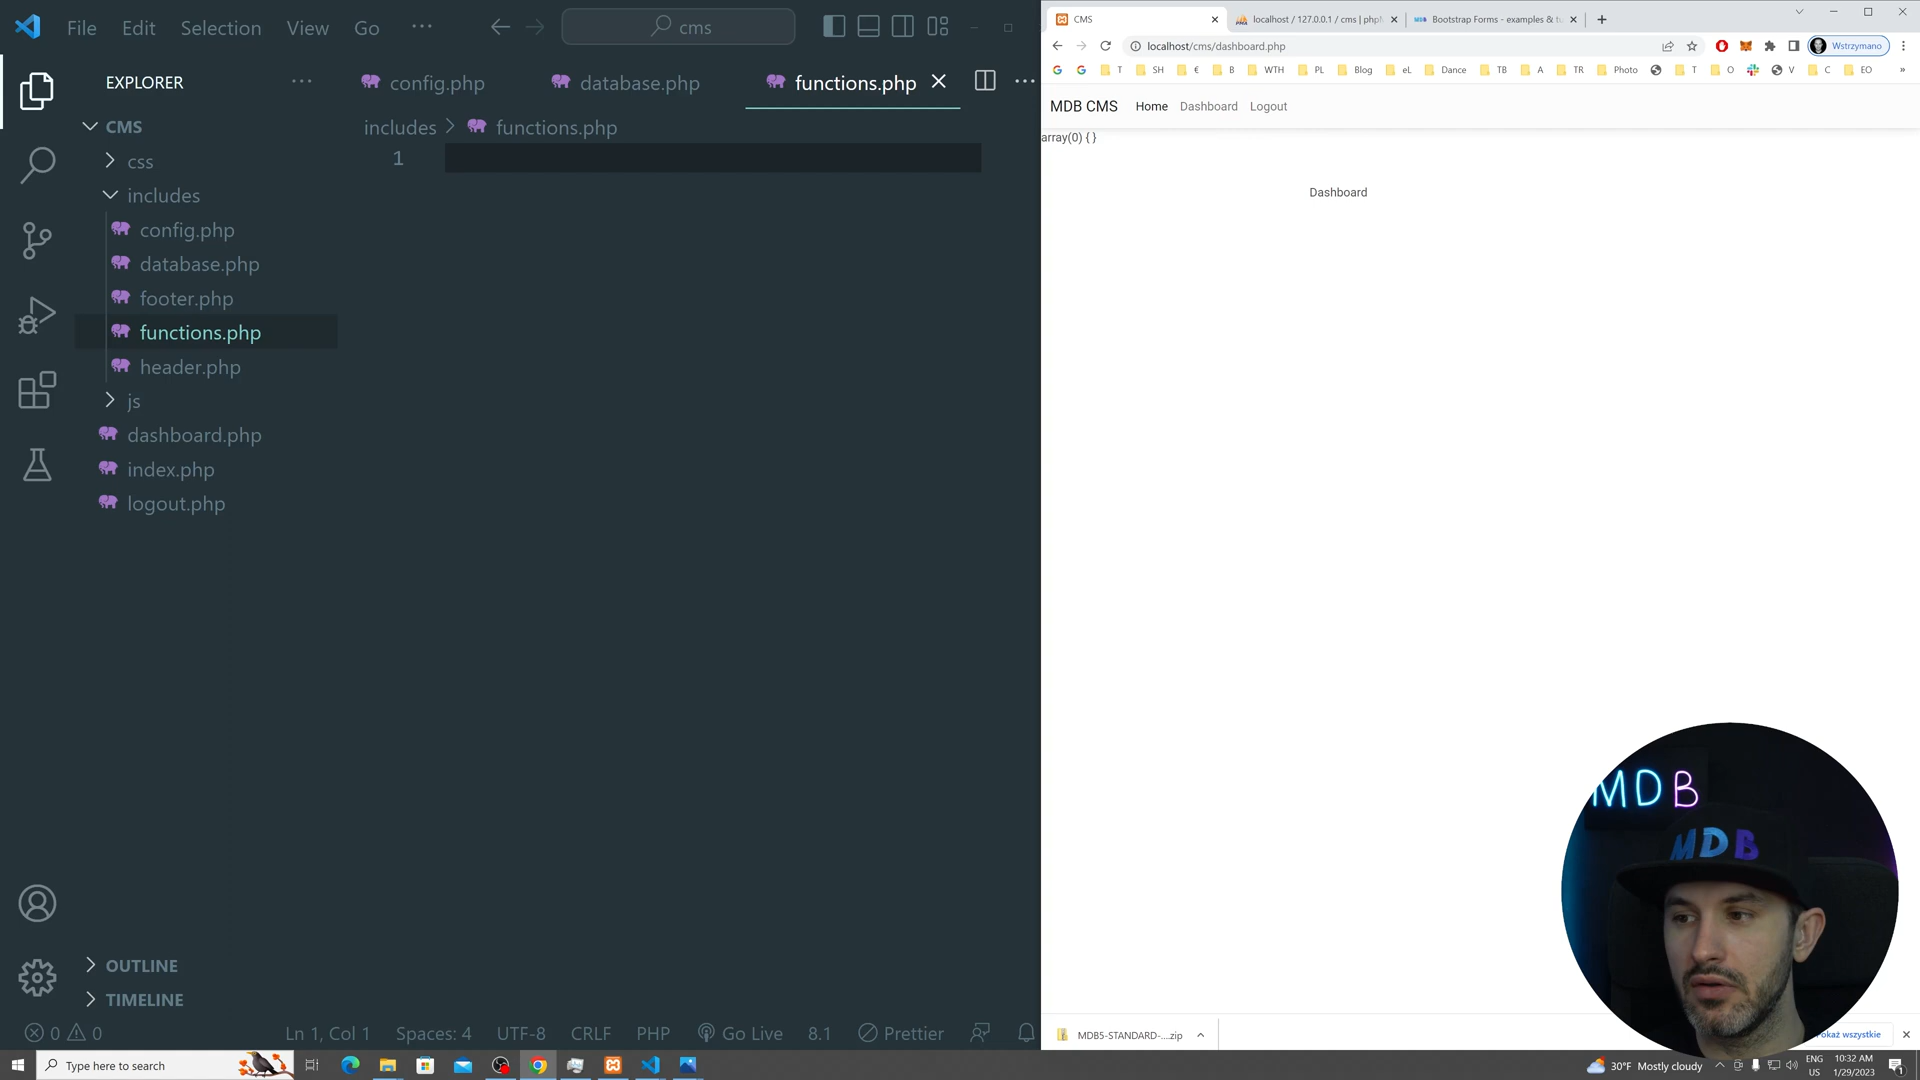 File Edit Selection View Go ···
cms
EXPLORER ···
CMS
css
includes
config.php
database.php
footer.php
functions.php
header.php
js
dashboard.php
index.php
logout.php
OUTLINE
TIMELINE
config.php database.php functions.php
includes > functions.php
1
0 0 Ln 1, Col 1 Spaces: 4 UTF-8 CRLF PHP Go Live 8.1 Prettier
CMS localhost / 127.0.0.1 / cms | phpM Bootstrap Forms - examples & tu
localhost/cms/dashboard.php Wstrzymano
T SH € B WTH PL Blog eL Dance TB A TR Photo T O V C EO »
MDB CMS Home Dashboard Logout
array(0) { }
Dashboard
MDB
MDB
MDB5-STANDARD-....zip
okaż wszystkie
Type here to search
30°F Mostly cloudy
ENG
US
10:32 AM
1/29/2023
1